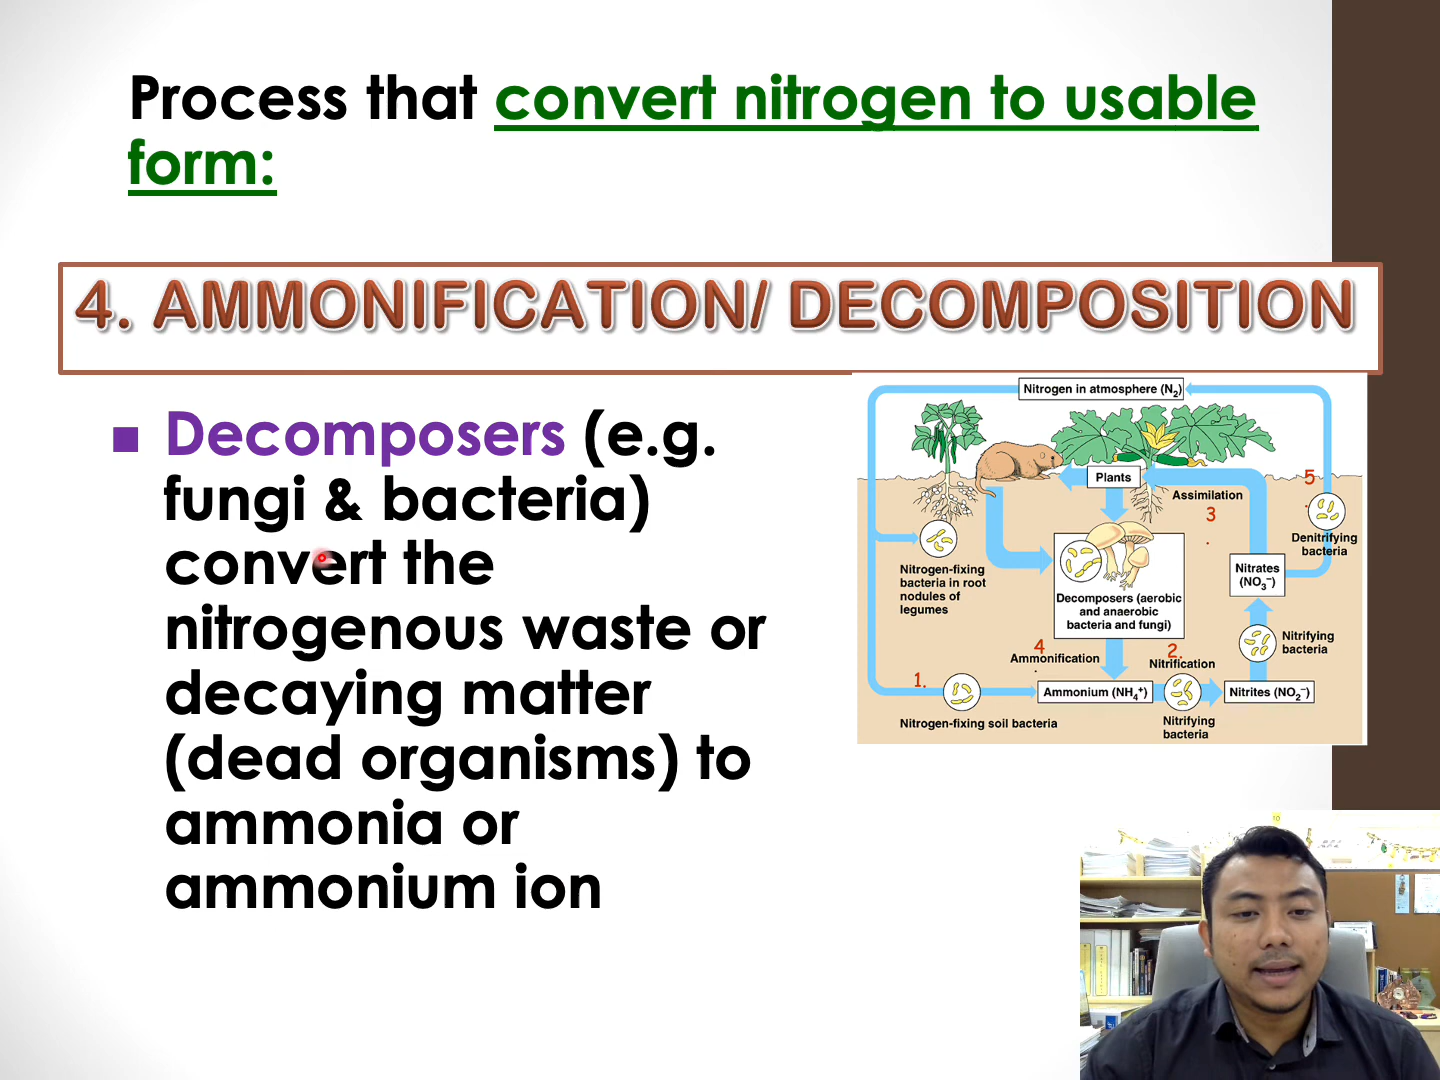 Process that convert nitrogen to usable
form:
4. AMMONIFICATION/ DECOMPOSITION
■ Decomposers (e.g.
fungi & bacteria)
convert the
nitrogenous waste or
decaying matter
(dead organisms) to
ammonia or
ammonium ion
Nitrogen in atmosphere (N₂)
Plants
Assimilation
3
.
5
.
Denitrifying
bacteria
Nitrogen-fixing
bacteria in root
nodules of
legumes
Decomposers (aerobic
and anaerobic
bacteria and fungi)
Nitrates
(NO₃⁻)
Nitrifying
bacteria
4
.
Ammonification
2.
Nitrification
1.
Ammonium (NH₄⁺)
Nitrites (NO₂⁻)
Nitrogen-fixing soil bacteria
Nitrifying
bacteria